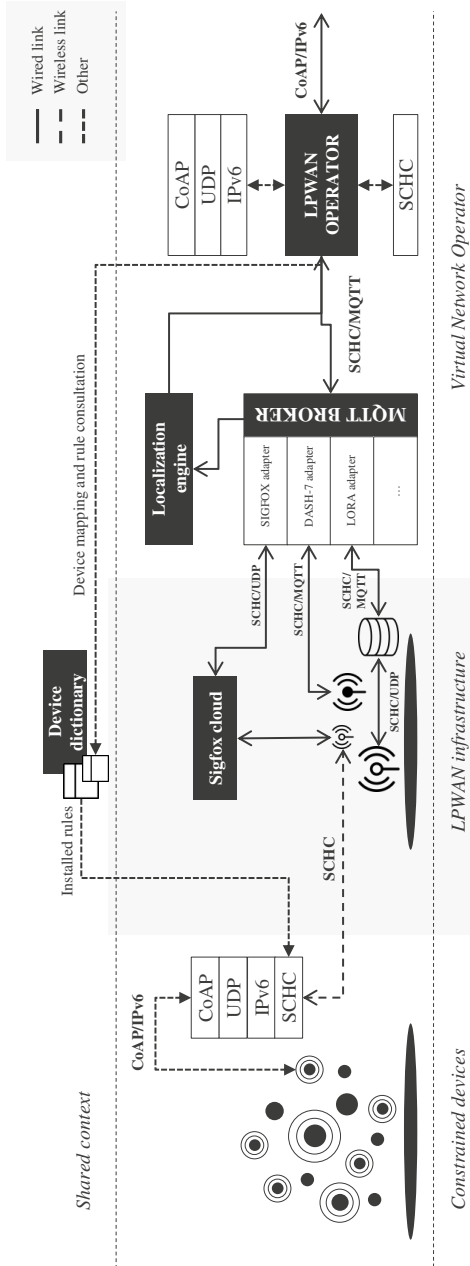 Wired link
Wireless link
Other
Shared context
Installed rules
Device
dictionary
Device mapping and rule consultation
CoAP/IPv6
CoAP
UDP
IPv6
SCHC
SCHC
Sigfox cloud
SCHC/UDP
SCHC/UDP
SCHC/MQTT
SCHC/
MQTT
Localization
engine
SIGFOX adapter
DASH-7 adapter
LORA adapter
...
MQTT BROKER
SCHC/MQTT
CoAP
UDP
IPv6
LPWAN
OPERATOR
SCHC
CoAP/IPv6
Constrained devices
LPWAN infrastructure
Virtual Network Operator